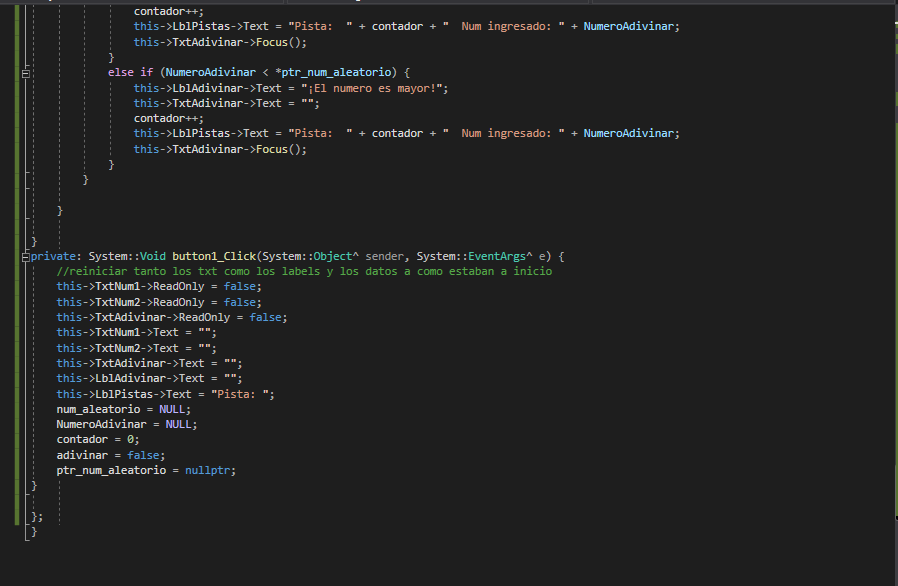 contador++;
this->LblPistas->Text = "Pista:  " + contador + "  Num ingresado: " + NumeroAdivinar;
this->TxtAdivinar->Focus();
}
else if (NumeroAdivinar < *ptr_num_aleatorio) {
this->LblAdivinar->Text = "¡El numero es mayor!";
this->TxtAdivinar->Text = "";
contador++;
this->LblPistas->Text = "Pista:  " + contador + "  Num ingresado: " + NumeroAdivinar;
this->TxtAdivinar->Focus();
}
}
}
}
private: System::Void button1_Click(System::Object^ sender, System::EventArgs^ e) {
//reiniciar tanto los txt como los labels y los datos a como estaban a inicio
this->TxtNum1->ReadOnly = false;
this->TxtNum2->ReadOnly = false;
this->TxtAdivinar->ReadOnly = false;
this->TxtNum1->Text = "";
this->TxtNum2->Text = "";
this->TxtAdivinar->Text = "";
this->LblAdivinar->Text = "";
this->LblPistas->Text = "Pista: ";
num_aleatorio = NULL;
NumeroAdivinar = NULL;
contador = 0;
adivinar = false;
ptr_num_aleatorio = nullptr;
}
};
}